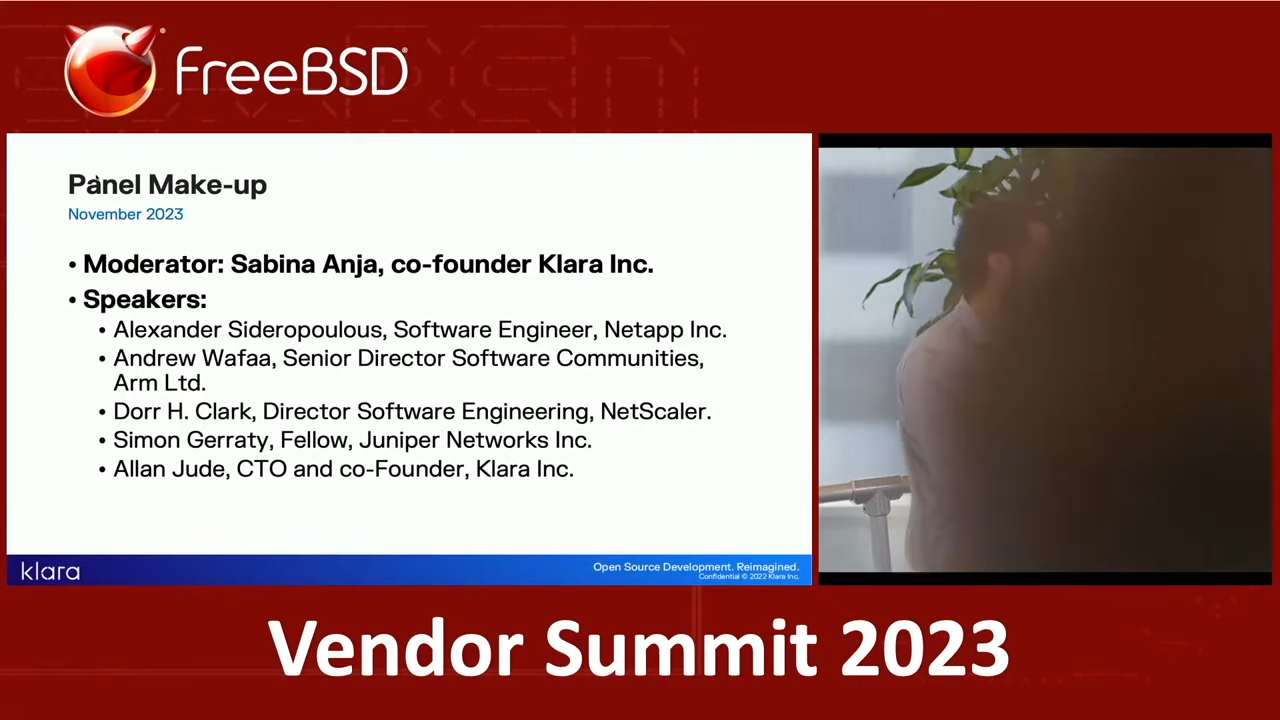 FreeBSD®
Panel Make-up
November 2023
• Moderator: Sabina Anja, co-founder Klara Inc.
• Speakers:
• Alexander Sideropoulous, Software Engineer, Netapp Inc.
• Andrew Wafaa, Senior Director Software Communities,
Arm Ltd.
• Dorr H. Clark, Director Software Engineering, NetScaler.
• Simon Gerraty, Fellow, Juniper Networks Inc.
• Allan Jude, CTO and co-Founder, Klara Inc.
klara
Open Source Development. Reimagined.
Confidential © 2022 Klara Inc.
Vendor Summit 2023